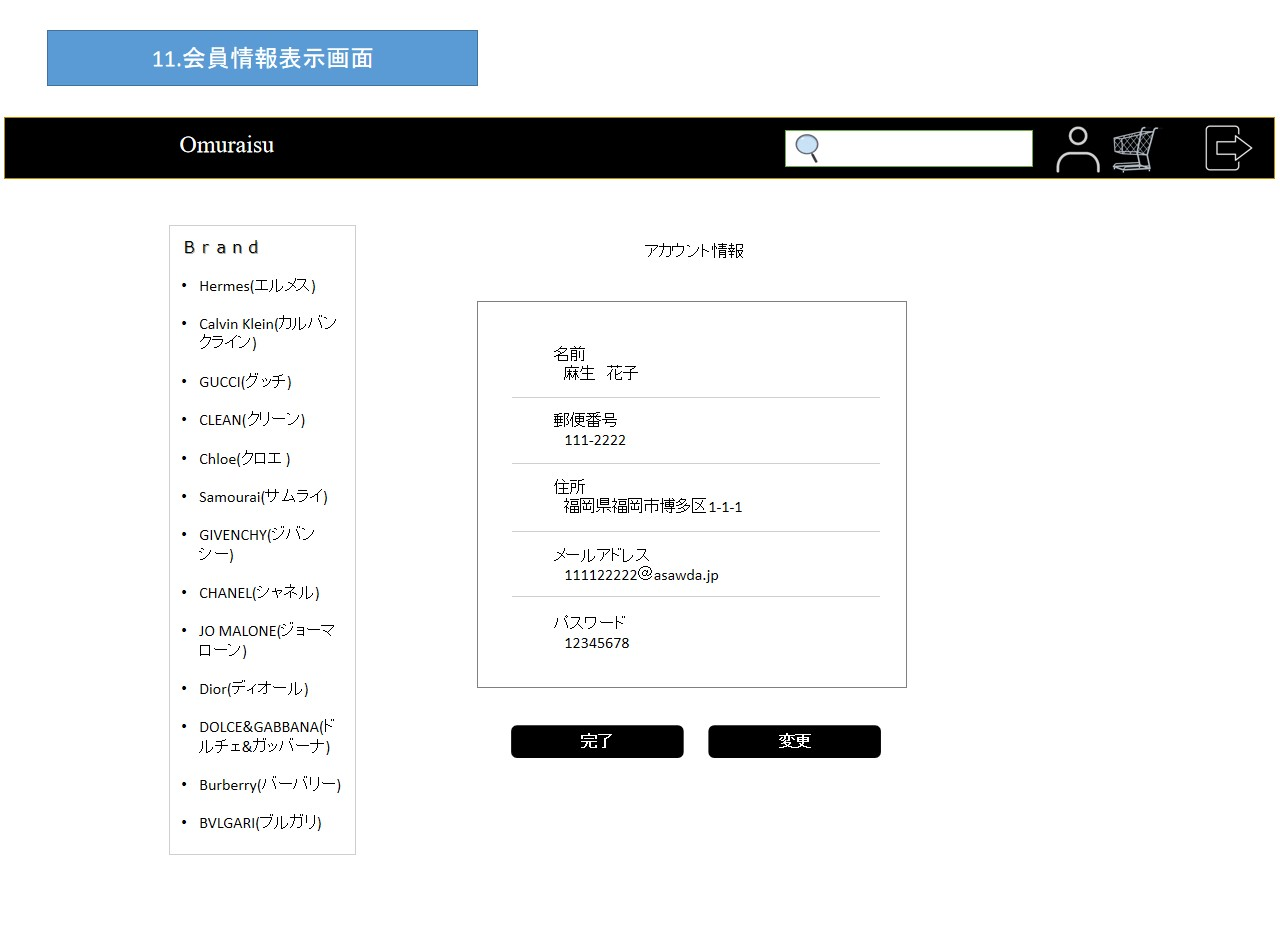 11.会員情報表示画面
Omuraisu
Brand
• Hermes(エルメス)
• Calvin Klein(カルバン
クライン)
• GUCCI(グッチ)
• CLEAN(クリーン)
• Chloe(クロエ )
• Samourai(サムライ)
• GIVENCHY(ジバン
シー)
• CHANEL(シャネル)
• JO MALONE(ジョーマ
ローン)
• Dior(ディオール)
• DOLCE&GABBANA(ド
ルチェ&ガッバーナ)
• Burberry(バーバリー)
• BVLGARI(ブルガリ)
アカウント情報
名前
麻生　花子
郵便番号
111-2222
住所
福岡県福岡市博多区1-1-1
メールアドレス
111122222＠asawda.jp
パスワード
12345678
完了
変更